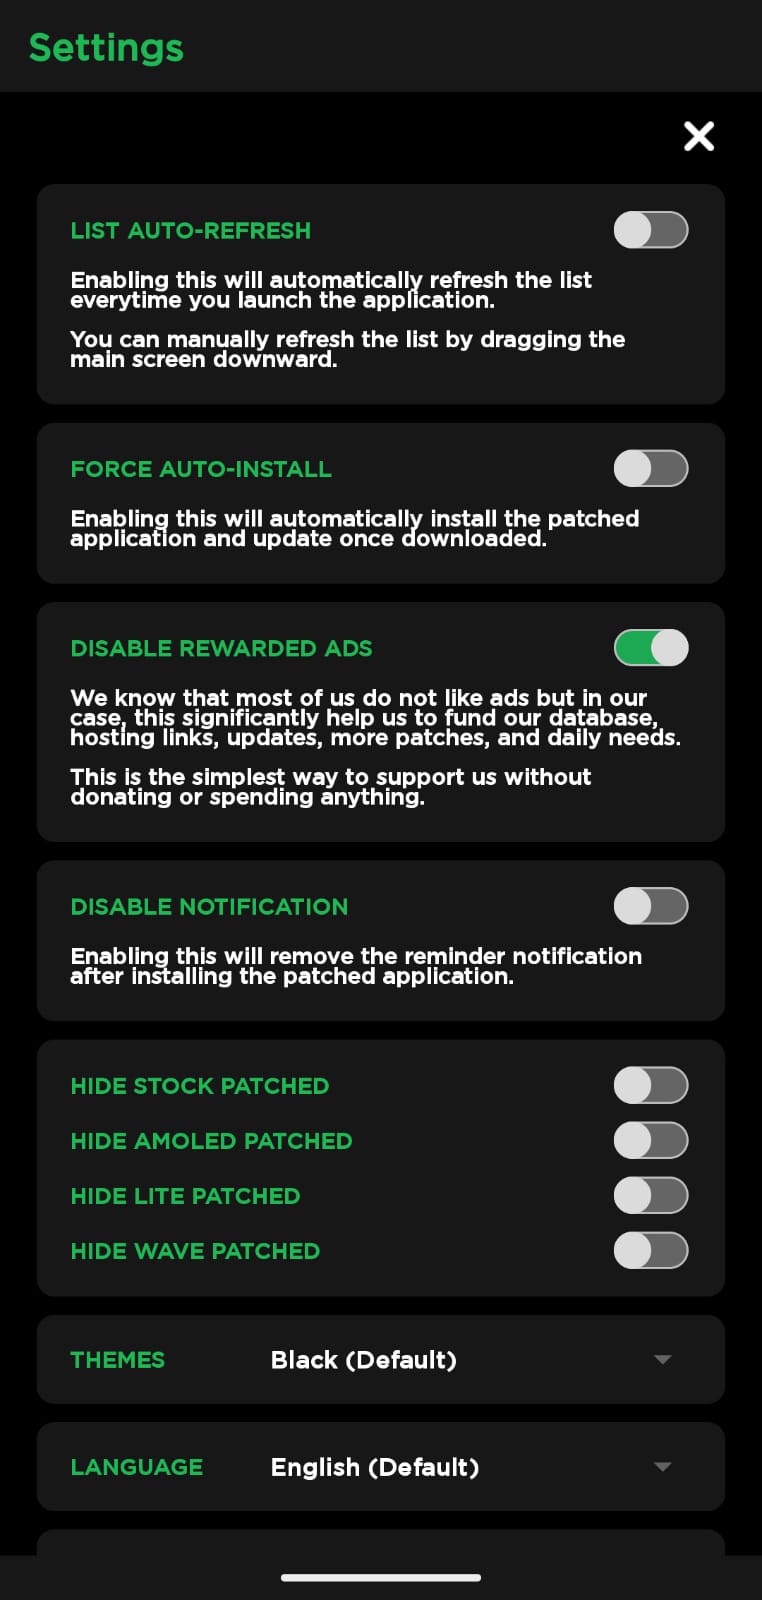 Settings
LIST AUTO-REFRESH
Enabling this will automatically refresh the list
everytime you launch the application.
You can manually refresh the list by dragging the
main screen downward.
FORCE AUTO-INSTALL
Enabling this will automatically install the patched
application and update once downloaded.
DISABLE REWARDED ADS
We know that most of us do not like ads but in our
case, this significantly help us to fund our database,
hosting links, updates, more patches, and daily needs.
This is the simplest way to support us without
donating or spending anything.
DISABLE NOTIFICATION
Enabling this will remove the reminder notification
after installing the patched application.
HIDE STOCK PATCHED
HIDE AMOLED PATCHED
HIDE LITE PATCHED
HIDE WAVE PATCHED
THEMES Black (Default)
LANGUAGE English (Default)